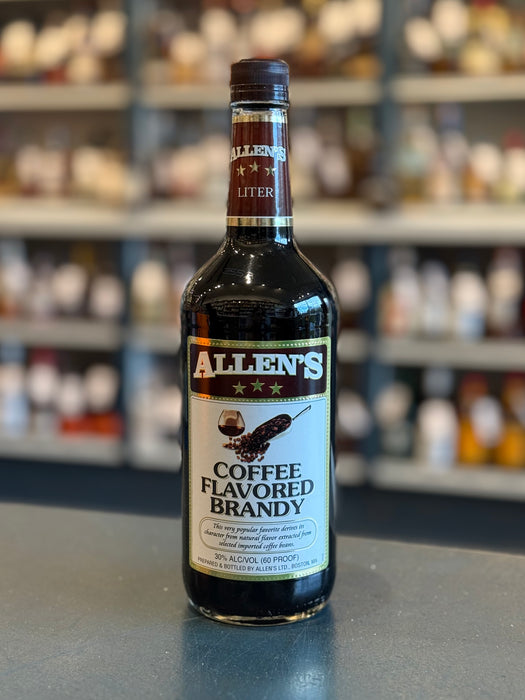 ALLEN'S
LITER
ALLEN'S
COFFEE
FLAVORED
BRANDY
This very popular favorite derives its
character from natural flavor extracted from
selected imported coffee beans.
30% ALC/VOL (60 PROOF)
PREPARED & BOTTLED BY ALLEN'S LTD., BOSTON, MA